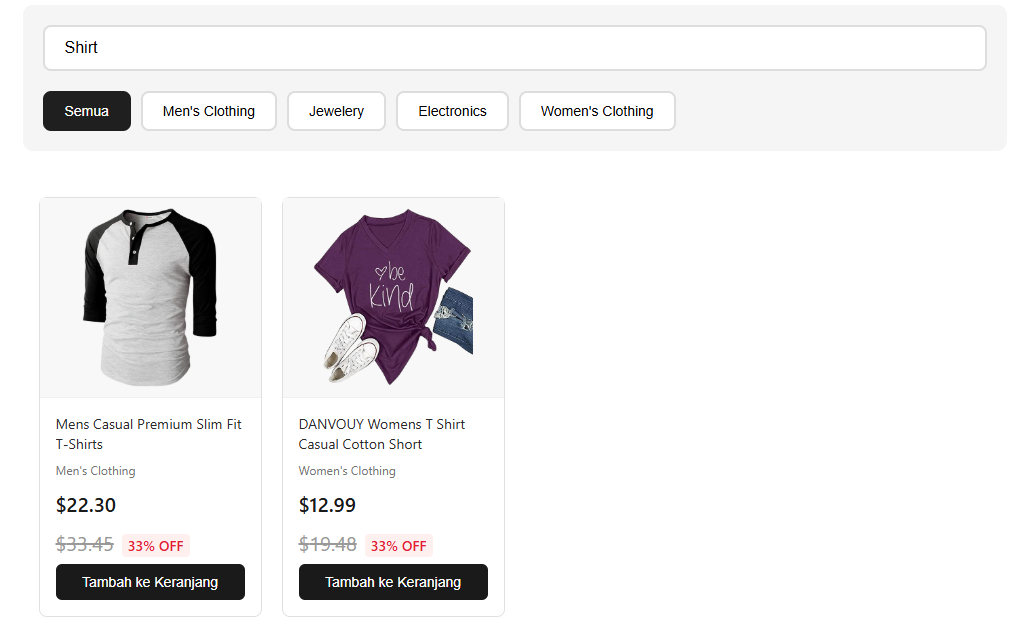 Shirt
Semua
Men's Clothing
Jewelery
Electronics
Women's Clothing
be
kind
Mens Casual Premium Slim Fit
T-Shirts
Men's Clothing
$22.30
$33.45 33% OFF
Tambah ke Keranjang
DANVOUY Womens T Shirt
Casual Cotton Short
Women's Clothing
$12.99
$19.48 33% OFF
Tambah ke Keranjang